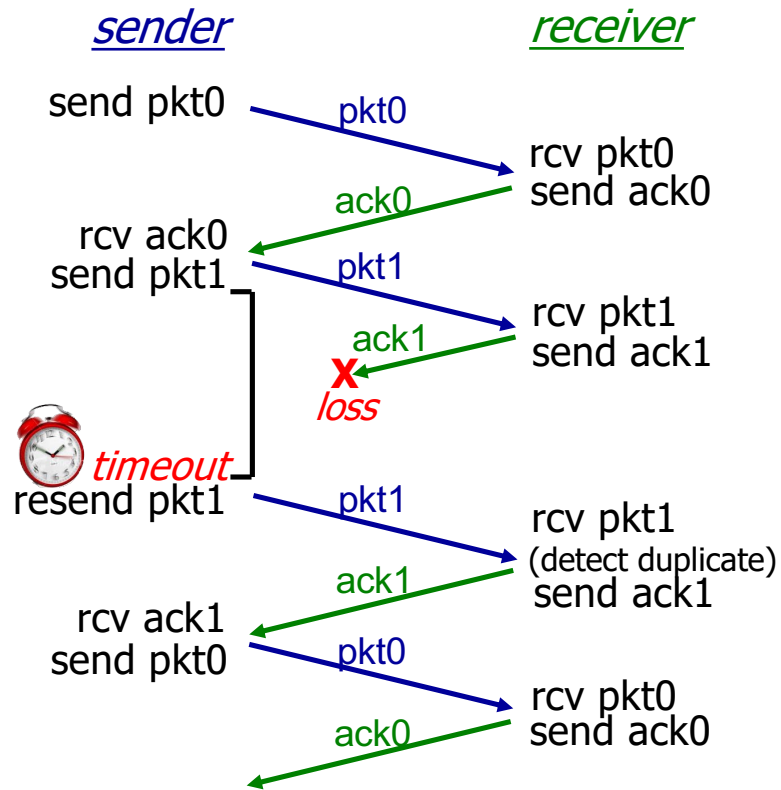 sender
receiver
send pkt0
pkt0
rcv pkt0
send ack0
ack0
rcv ack0
send pkt1
pkt1
rcv pkt1
send ack1
ack1
X
loss
timeout
resend pkt1
pkt1
rcv pkt1
(detect duplicate)
send ack1
ack1
rcv ack1
send pkt0
pkt0
rcv pkt0
send ack0
ack0